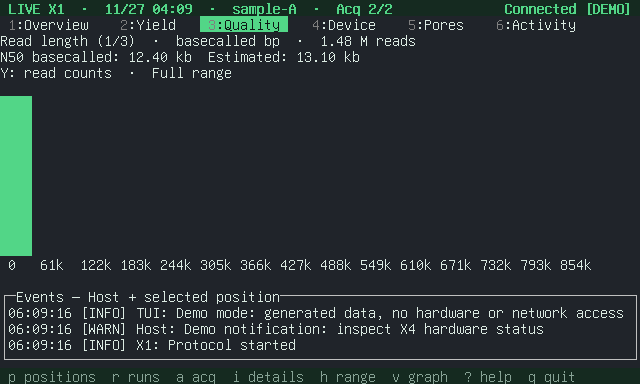 LIVE X1 - 11/27 04:09 - sample-A - Acq 2/2 Connected [DEMO]
1:Overview 2:Yield 3:Quality 4:Device 5:Pores 6:Activity
Read length (1/3) · basecalled bp · 1.48 M reads
N50 basecalled: 12.40 kb Estimated: 13.10 kb
Y: read counts · Full range
0 61k 122k 183k 244k 305k 366k 427k 488k 549k 610k 671k 732k 793k 854k
Events — Host + selected position
06:09:16 [INFO] TUI: Demo mode: generated data, no hardware or network access
06:09:16 [WARN] Host: Demo notification: inspect X4 hardware status
06:09:16 [INFO] X1: Protocol started
p positions r runs a acq i details h range v graph ? help q quit